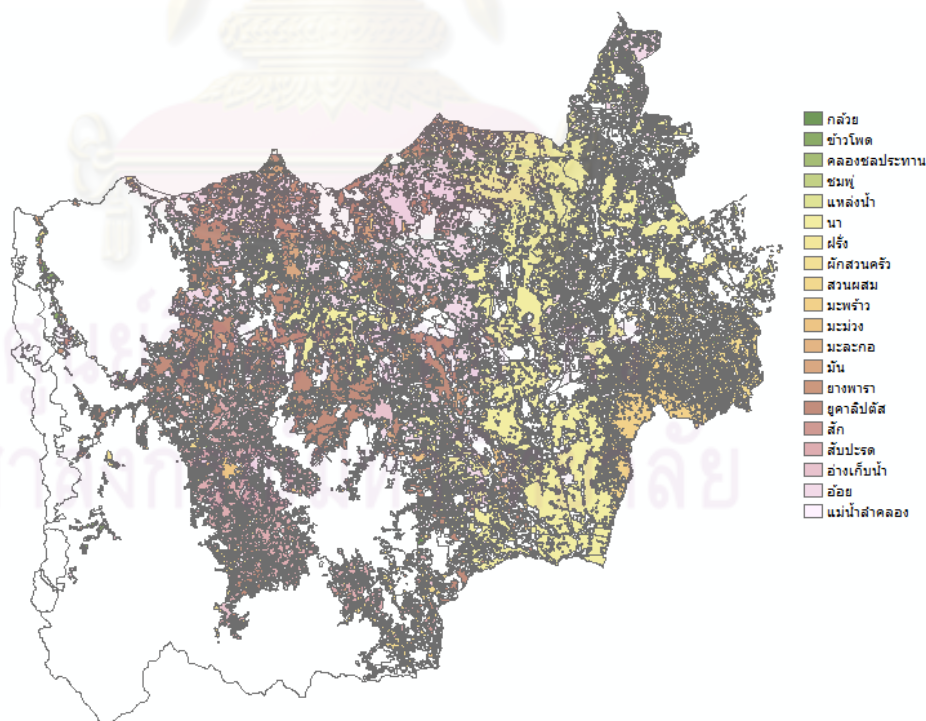 กล้วย
ข้าวโพด
คลองชลประทาน
ชมพู่
แหล่งน้ำ
นา
ฝรั่ง
ผักสวนครัว
สวนผสม
มะพร้าว
มะม่วง
มะละกอ
มัน
ยางพารา
ยูคาลิปตัส
สัก
สับปะรด
อ่างเก็บน้ำ
อ้อย
แม่น้ำลำคลอง